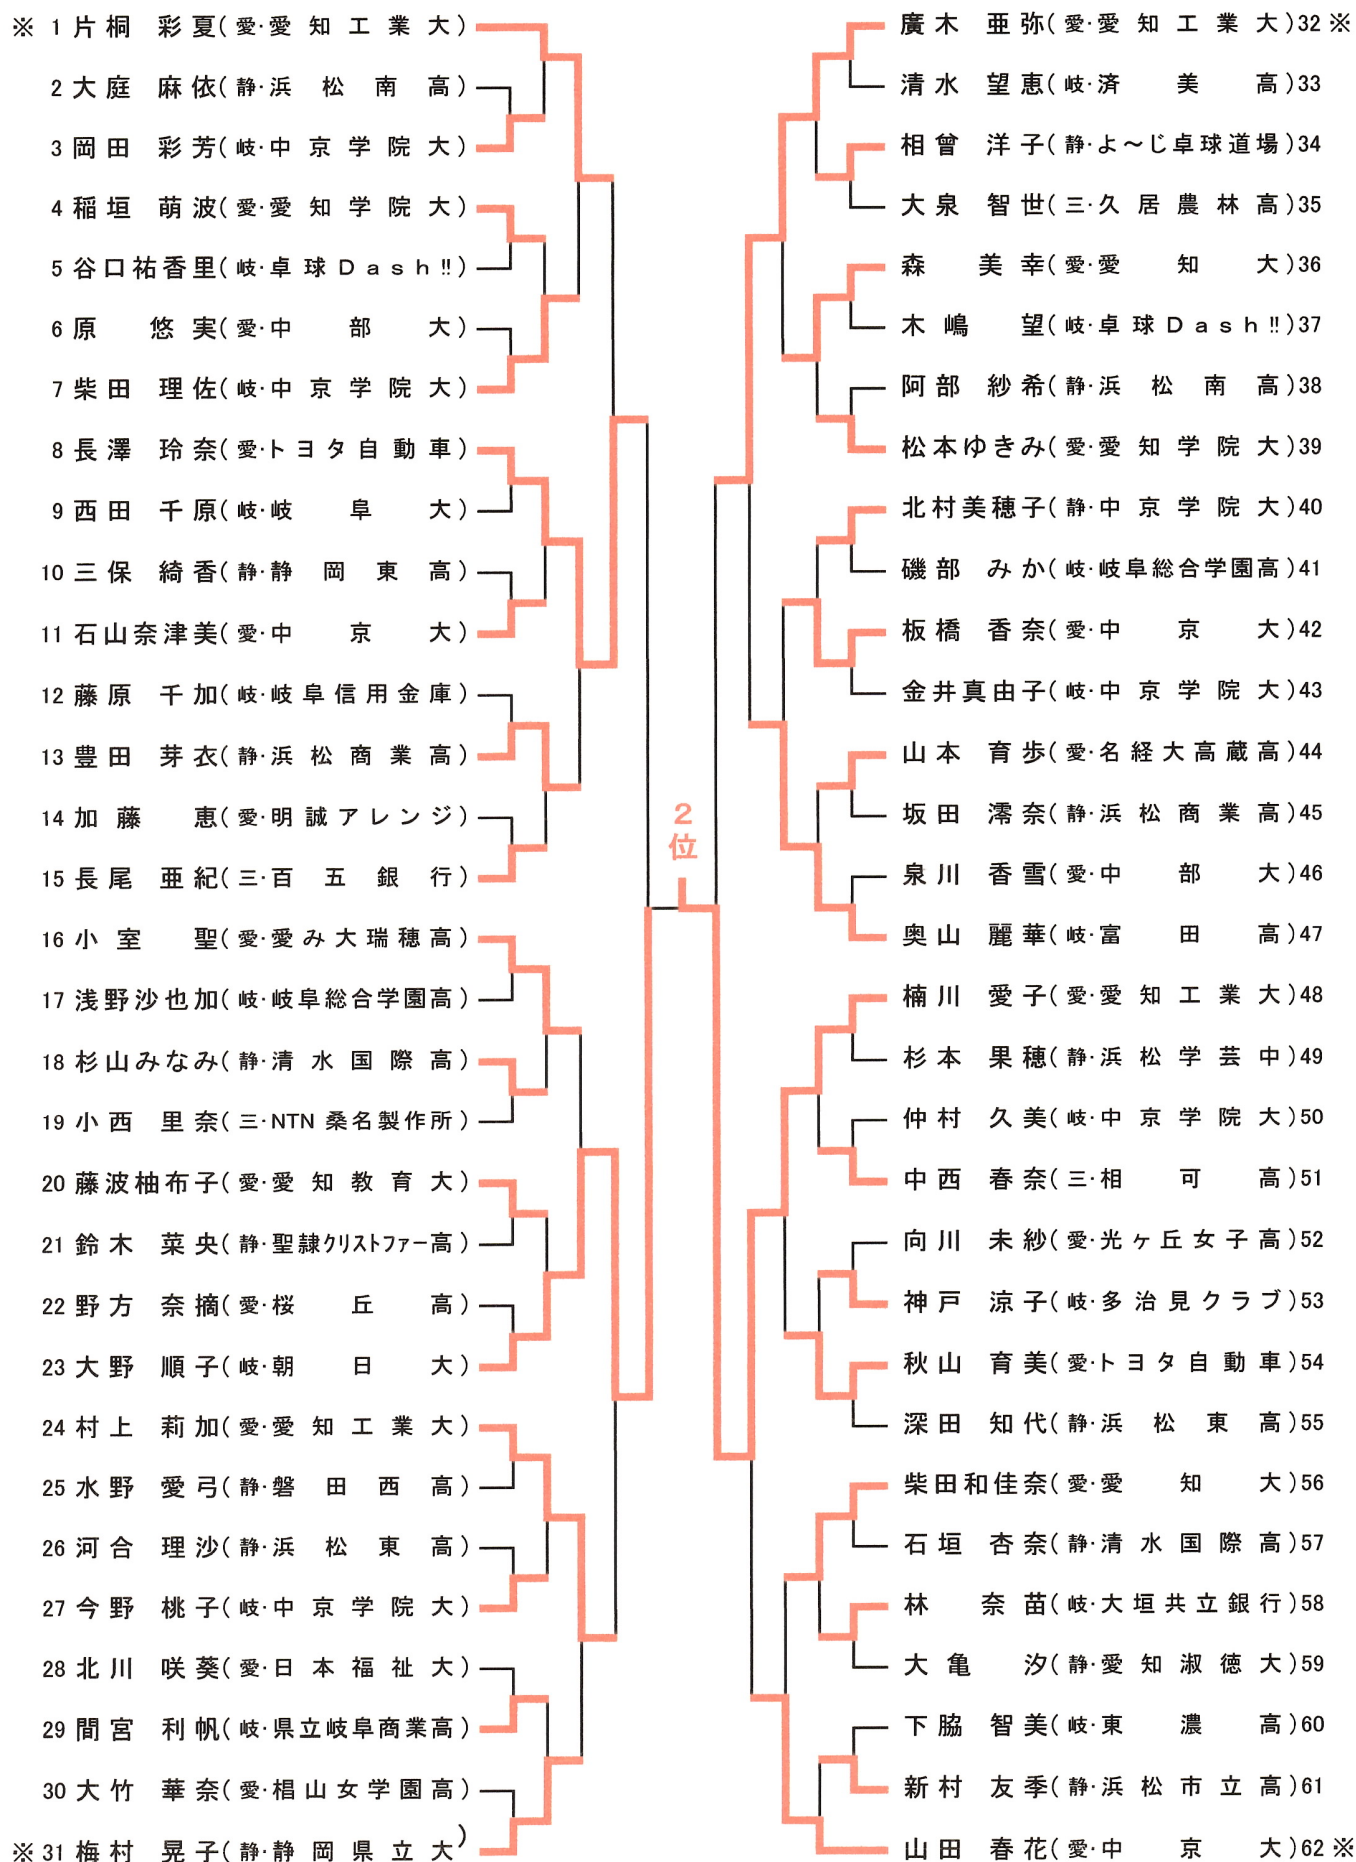 ※ 1 片桐 彩夏(愛·愛知工業大)
2 大庭 麻依(静·浜松南高)
3 岡田 彩芳(岐·中京学院大)
4 稲垣 萌波(愛·愛知学院大)
5 谷口祐香里(岐·卓球Dash!!)
6 原 悠実(愛·中部大)
7 柴田 理佐(岐·中京学院大)
8 長澤 玲奈(愛·トヨタ自動車)
9 西田 千原(岐·岐阜大)
10 三保 綺香(静·静岡東高)
11 石山奈津美(愛·中京大)
12 藤原 千加(岐·岐阜信用金庫)
13 豊田 芽衣(静·浜松商業高)
14 加藤 恵(愛·明誠アレンジ)
15 長尾 亜紀(三·百五銀行)
16 小室 聖(愛·愛み大瑞穂高)
17 浅野沙也加(岐·岐阜総合学園高)
18 杉山みなみ(静·清水国際高)
19 小西 里奈(三·NTN桑名製作所)
20 藤波柚布子(愛·愛知教育大)
21 鈴木 菜央(静·聖隷クリストファー高)
22 野方 奈摘(愛·桜丘高)
23 大野 順子(岐·朝日大)
24 村上 莉加(愛·愛知工業大)
25 水野 愛弓(静·磐田西高)
26 河合 理沙(静·浜松東高)
27 今野 桃子(岐·中京学院大)
28 北川 咲葵(愛·日本福祉大)
29 間宮 利帆(岐·県立岐阜商業高)
30 大竹 華奈(愛·椙山女学園高)
※ 31 梅村 晃子(静·静岡県立大)
2位
廣木 亜弥(愛·愛知工業大)32 ※
清水 望恵(岐·済美高)33
相曾 洋子(静·よ〜じ卓球道場)34
大泉 智世(三·久居農林高)35
森 美幸(愛·愛知大)36
木嶋 望(岐·卓球Dash!!)37
阿部 紗希(静·浜松南高)38
松本ゆきみ(愛·愛知学院大)39
北村美穂子(静·中京学院大)40
磯部 みか(岐·岐阜総合学園高)41
板橋 香奈(愛·中京大)42
金井真由子(岐·中京学院大)43
山本 育歩(愛·名経大高蔵高)44
坂田 澪奈(静·浜松商業高)45
泉川 香雪(愛·中部大)46
奥山 麗華(岐·富田高)47
楠川 愛子(愛·愛知工業大)48
杉本 果穂(静·浜松学芸中)49
仲村 久美(岐·中京学院大)50
中西 春奈(三·相可高)51
向川 未紗(愛·光ヶ丘女子高)52
神戸 涼子(岐·多治見クラブ)53
秋山 育美(愛·トヨタ自動車)54
深田 知代(静·浜松東高)55
柴田和佳奈(愛·愛知大)56
石垣 杏奈(静·清水国際高)57
林 奈苗(岐·大垣共立銀行)58
大亀 汐(静·愛知淑徳大)59
下脇 智美(岐·東濃高)60
新村 友季(静·浜松市立高)61
山田 春花(愛·中京大)62 ※